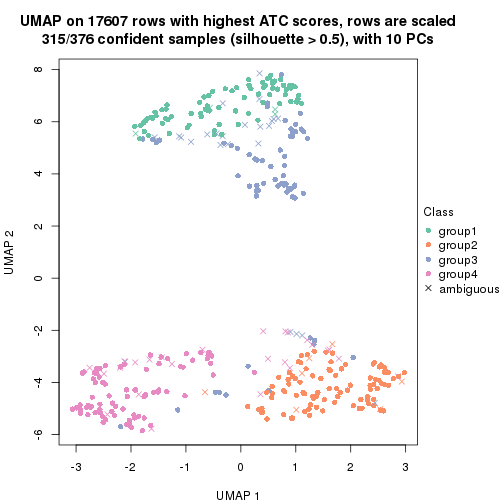 UMAP on 17607 rows with highest ATC scores, rows are scaled
315/376 confident samples (silhouette > 0.5), with 10 PCs
8
6
4
2
0
-2
-4
-6
UMAP 2
-3
-2
-1
0
1
2
3
UMAP 1
Class
group1
group2
group3
group4
ambiguous